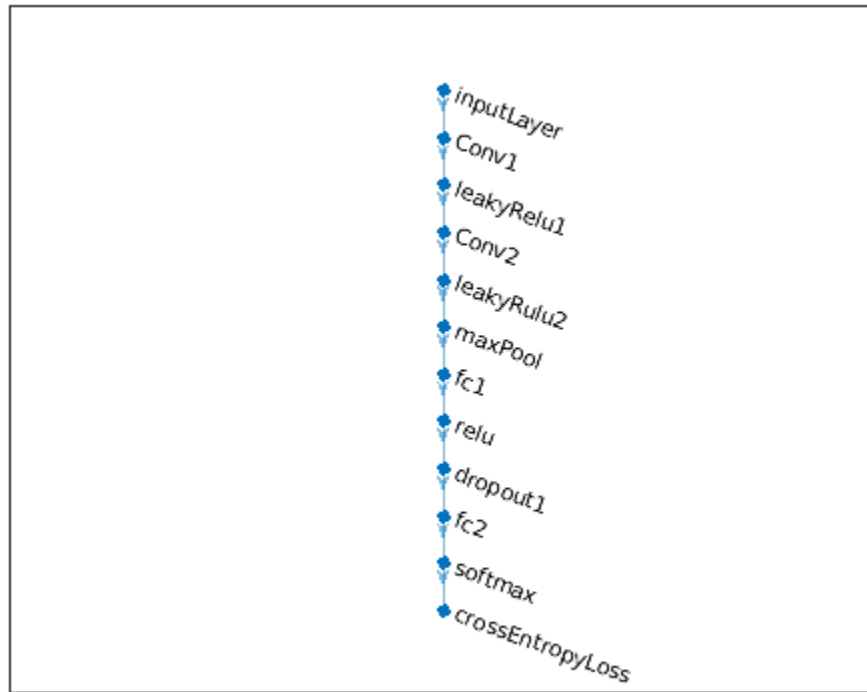 inputLayer
Conv1
leakyRelu1
Conv2
leakyRulu2
maxPool
fc1
relu
dropout1
fc2
softmax
crossEntropyLoss